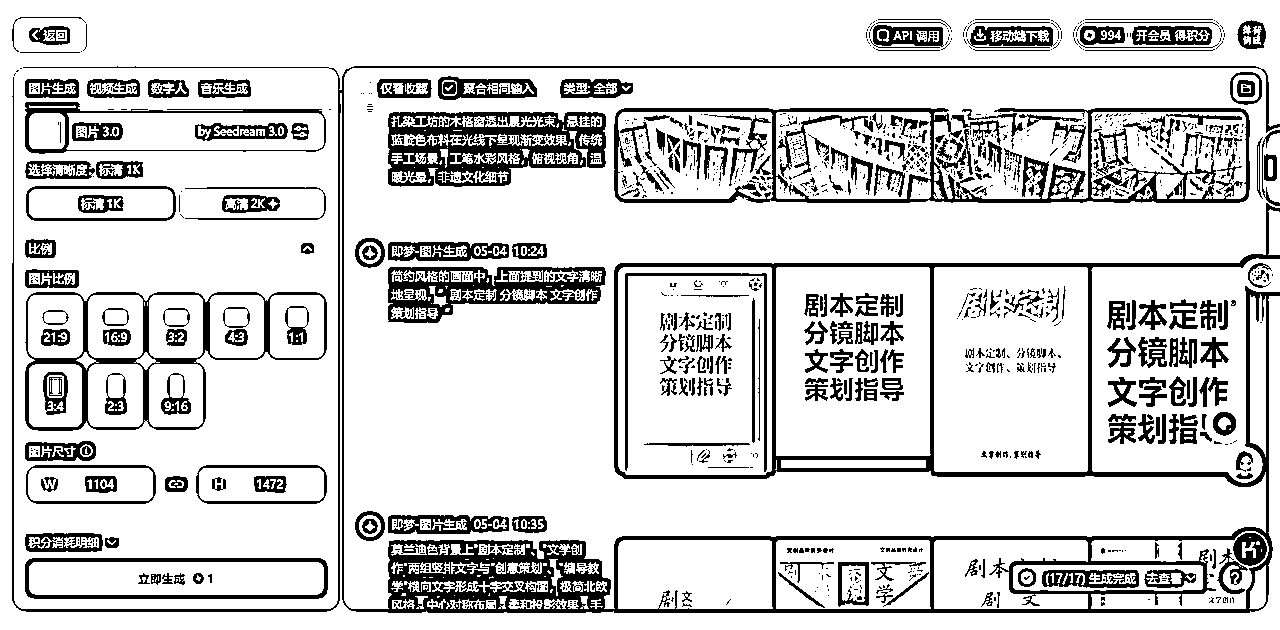 返回
API 调用
移动端下载
994 开会员 得积分
图片生成 视频生成 数字人 音乐生成
图片 3.0 by Seedream 3.0
选择清晰度·标清 1K
标清 1K 高清 2K
比例
图片比例
21:9 16:9 3:2 4:3 1:1
3:4 2:3 9:16
图片尺寸
W 1104 H 1472
积分消耗明细
立即生成 1
仅看收藏 聚合相同输入 类型: 全部
扎染工坊的木格窗透出晨光光束，悬挂的
蓝靛色布料在光线下呈现渐变效果，传统
手工场景，工笔水彩风格，俯视视角，温
暖光晕，非遗文化细节
即梦-图片生成 05-04 10:24
简约风格的画面中，上面提到的文字清晰
地呈现，“ 剧本定制 分镜脚本 文字创作
策划指导”
剧本定制
分镜脚本
文字创作
策划指导
剧本定制
分镜脚本
文字创作
策划指导
剧本定制
剧本定制、分镜脚本、
文字创作、策划指导
剧本定制
分镜脚本
文字创作
策划指
即梦-图片生成 05-04 10:35
莫兰迪色背景上"剧本定制"、"文学创
作"两组竖排文字与"创意策划"、"编导教
学"横向文字形成十字交叉构图，极简北欧
风格，中心对称布局，柔和投影效果，手
剧 文
文
学
剧本
剧 文
剧本
文字创作
(17/17) 生成完成 去查看